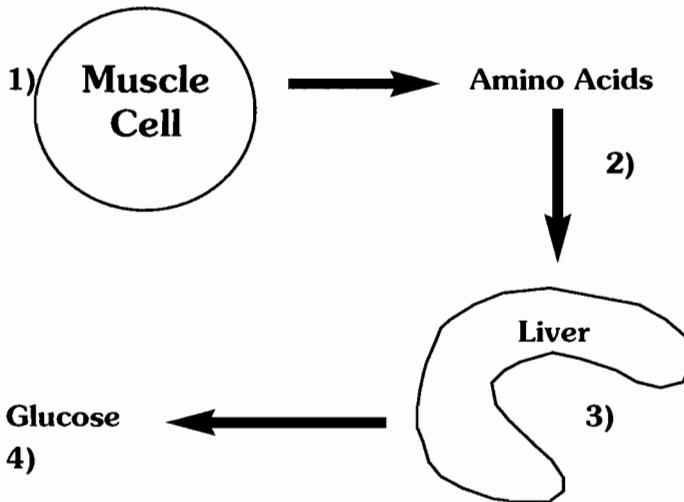 1)
Muscle
Cell
Amino Acids
2)
Liver
3)
Glucose
4)